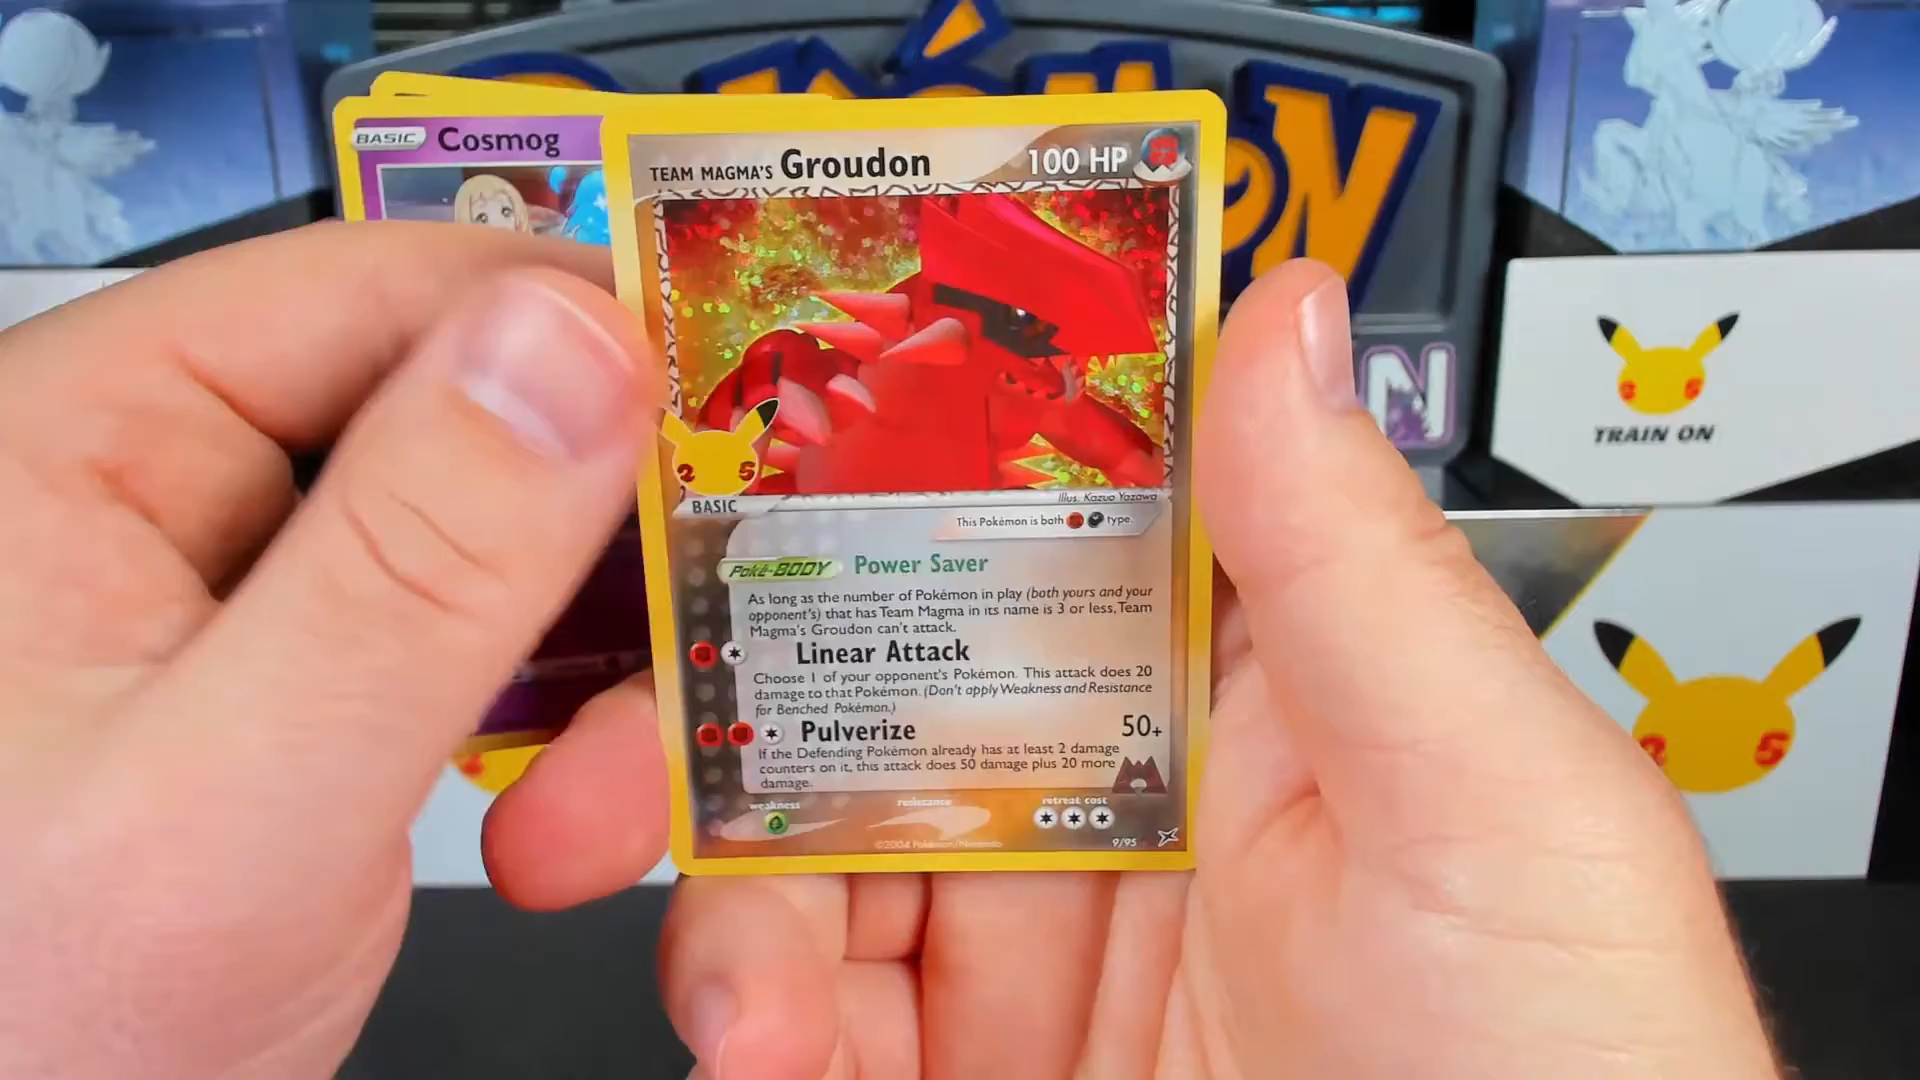 POKÉMON
BASIC Cosmog
TEAM MAGMA'S Groudon 100 HP
25
BASIC
Illus. Kazuo Yazawa
This Pokémon is both type.
Poké-BODY Power Saver
As long as the number of Pokémon in play (both yours and your
opponent's) that has Team Magma in its name is 3 or less, Team
Magma's Groudon can't attack.
Linear Attack
Choose 1 of your opponent's Pokémon. This attack does 20
damage to that Pokémon. (Don't apply Weakness and Resistance
for Benched Pokémon.)
Pulverize 50+
If the Defending Pokémon already has at least 2 damage
counters on it, this attack does 50 damage plus 20 more
damage.
weakness resistance retreat cost
©2004 Pokémon/Nintendo 9/95
25
TRAIN ON
25